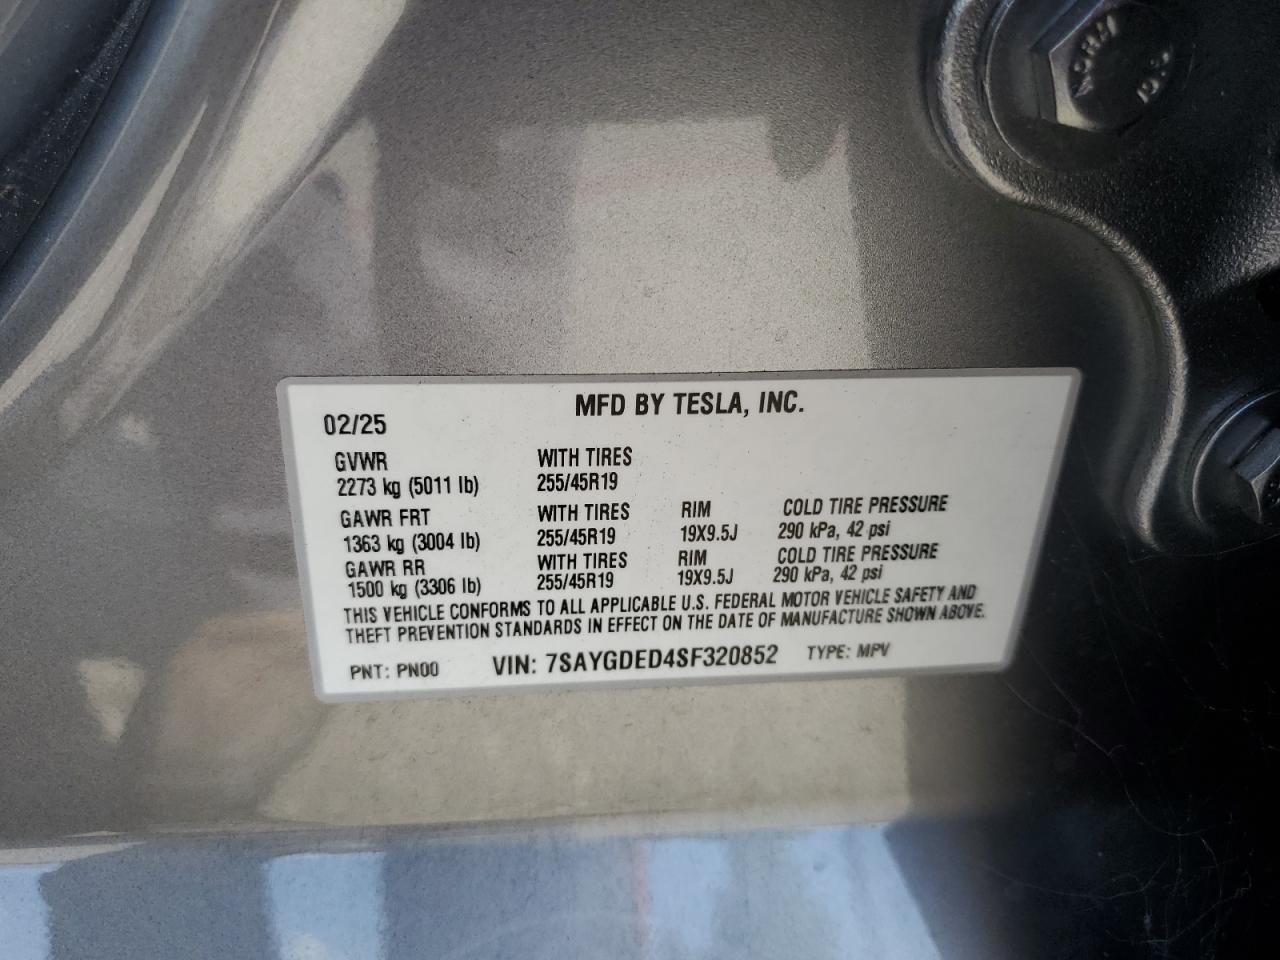 MFD BY TESLA, INC.
02/25
GVWR WITH TIRES
2273 kg (5011 lb) 255/45R19
GAWR FRT WITH TIRES RIM COLD TIRE PRESSURE
1363 kg (3004 lb) 255/45R19 19X9.5J 290 kPa, 42 psi
GAWR RR WITH TIRES RIM COLD TIRE PRESSURE
1500 kg (3306 lb) 255/45R19 19X9.5J 290 kPa, 42 psi
THIS VEHICLE CONFORMS TO ALL APPLICABLE U.S. FEDERAL MOTOR VEHICLE SAFETY AND
THEFT PREVENTION STANDARDS IN EFFECT ON THE DATE OF MANUFACTURE SHOWN ABOVE.
PNT: PN00 VIN: 7SAYGDED4SF320852 TYPE: MPV